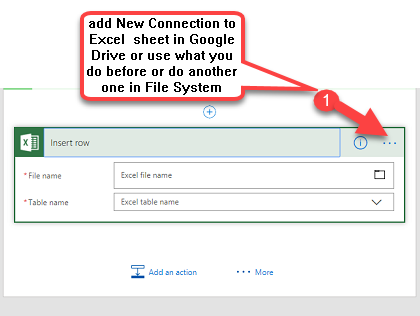 add New Connection to
Excel sheet in Google
Drive or use what you
do before or do another
one in File System
1
Insert row
* File name
Excel file name
* Table name
Excel table name
Add an action
More